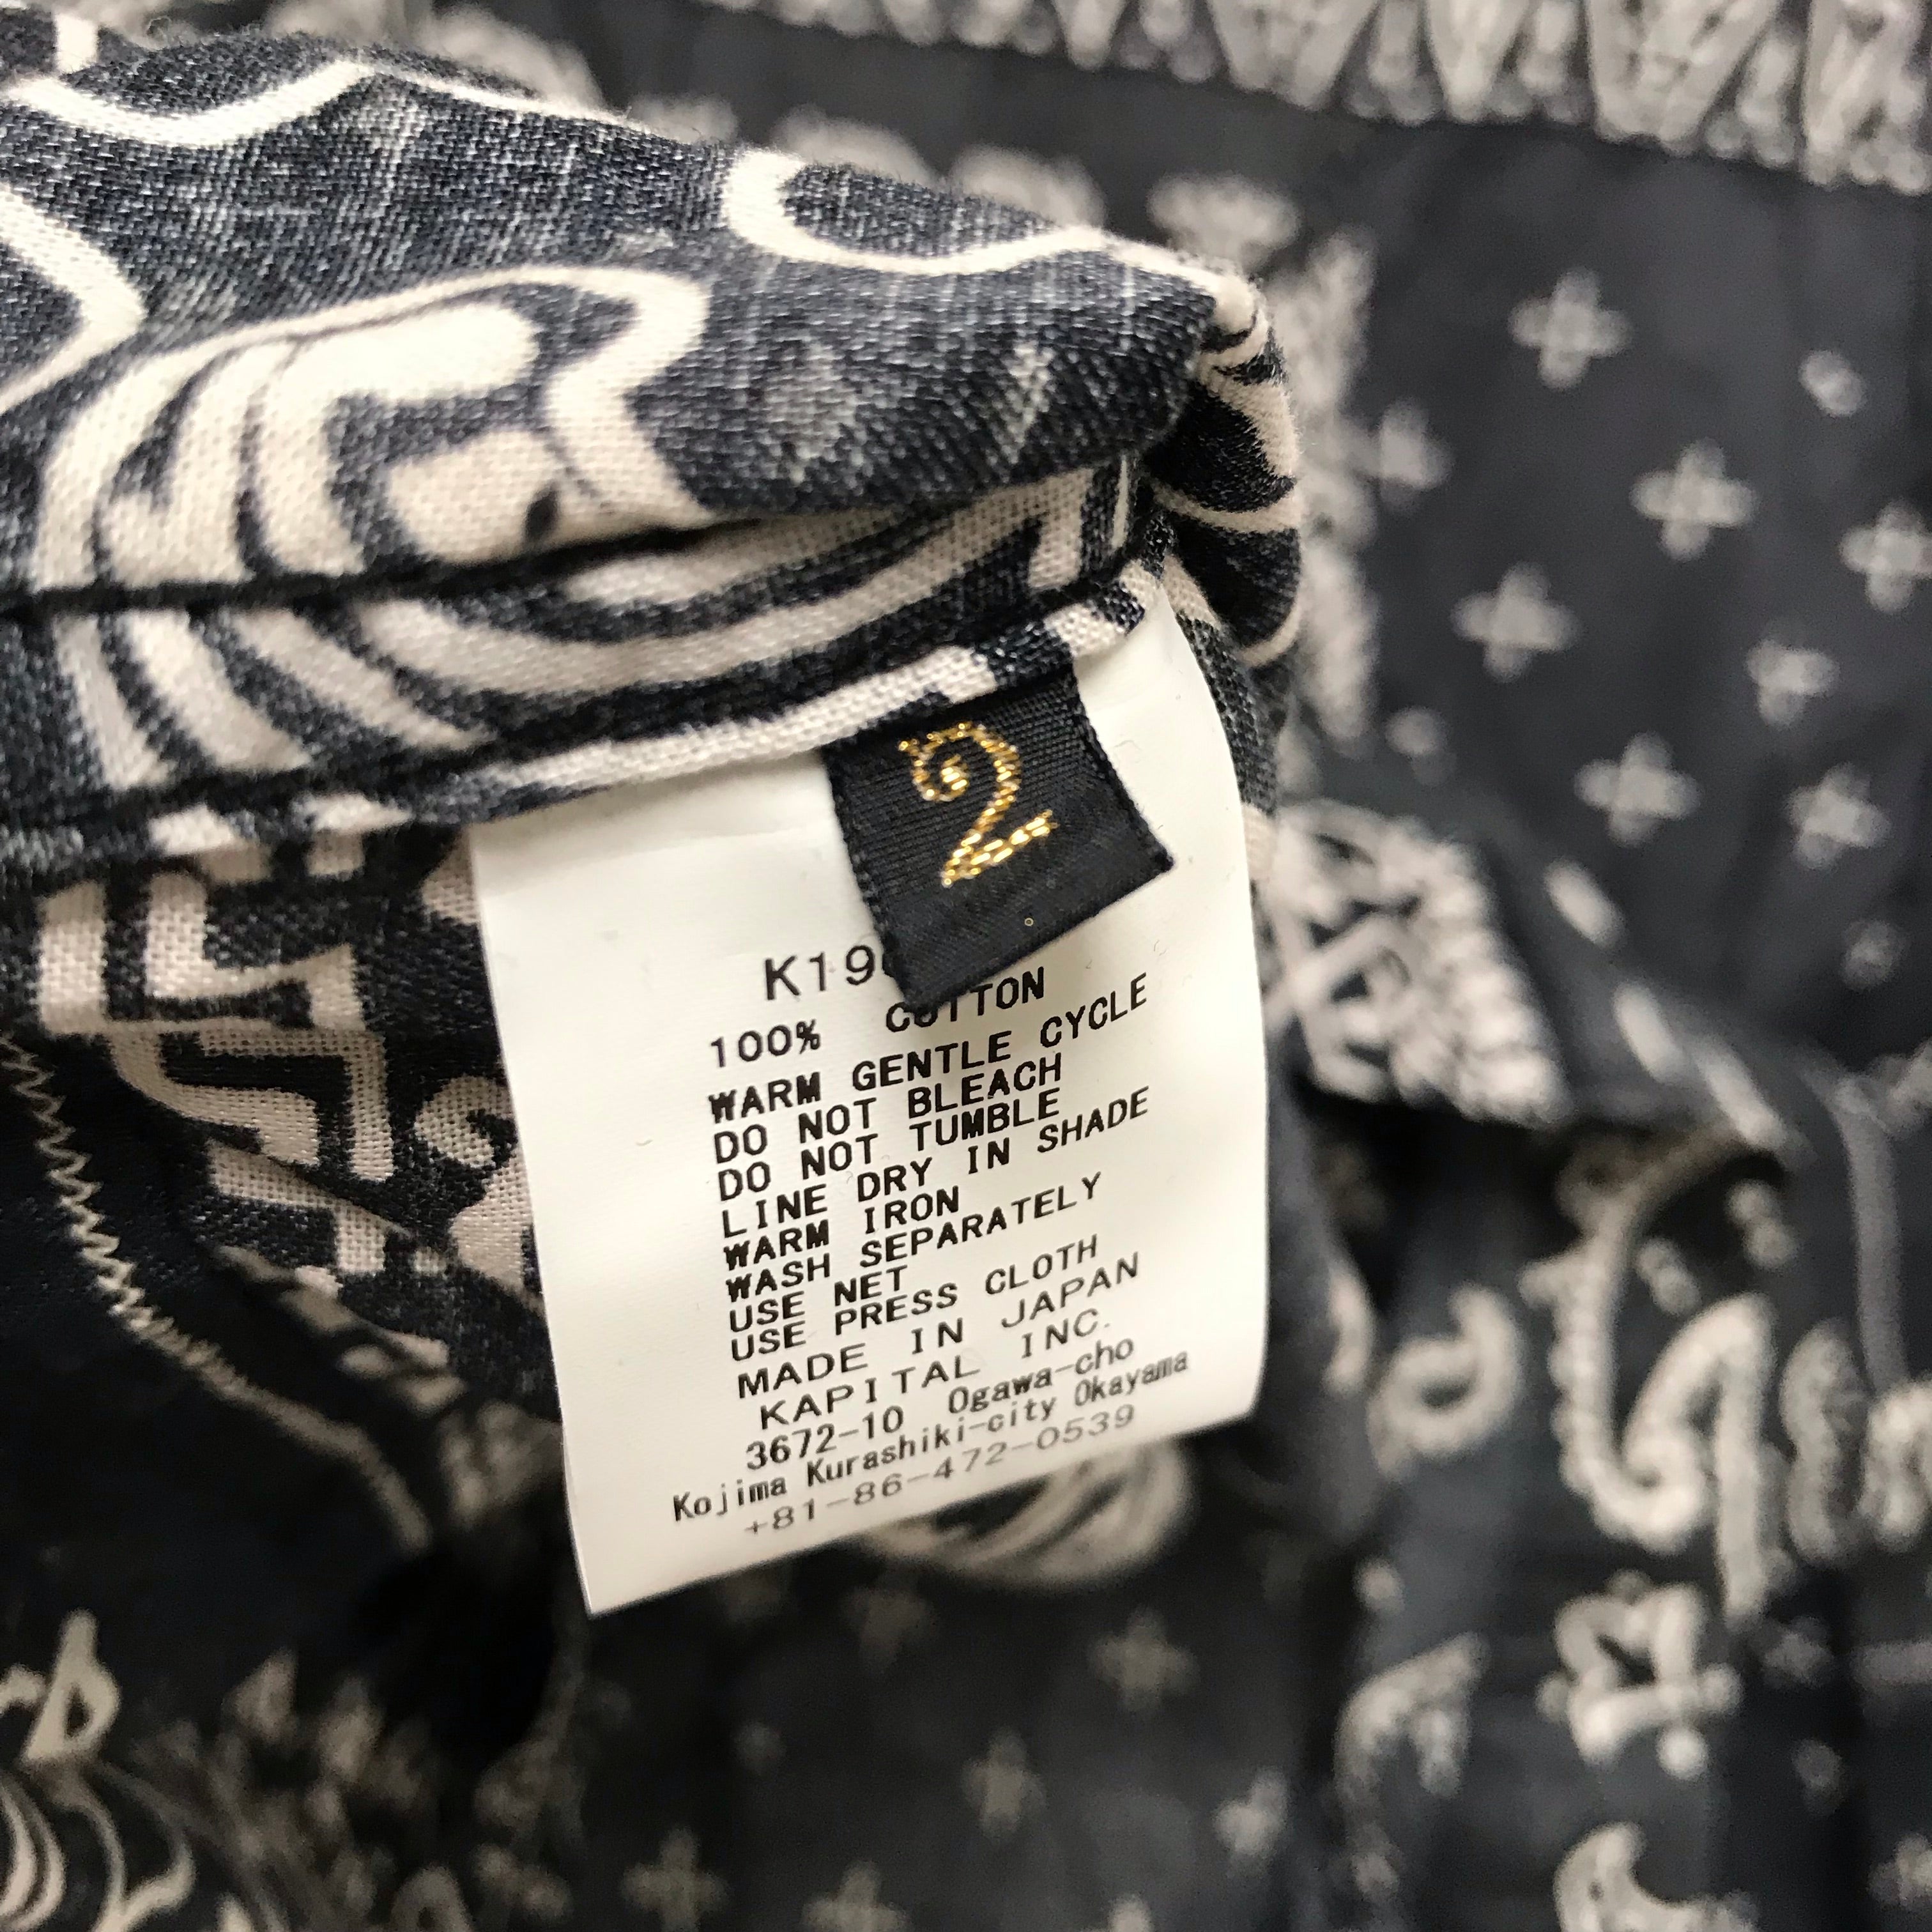 2
K19
100% COTTON
WARM GENTLE CYCLE
DO NOT BLEACH
DO NOT TUMBLE
LINE DRY IN SHADE
WARM IRON
WASH SEPARATELY
USE NET
USE PRESS CLOTH
MADE IN JAPAN
KAPITAL INC.
3672-10 Ogawa-cho
Kojima Kurashiki-city Okayama
+81-86-472-0539